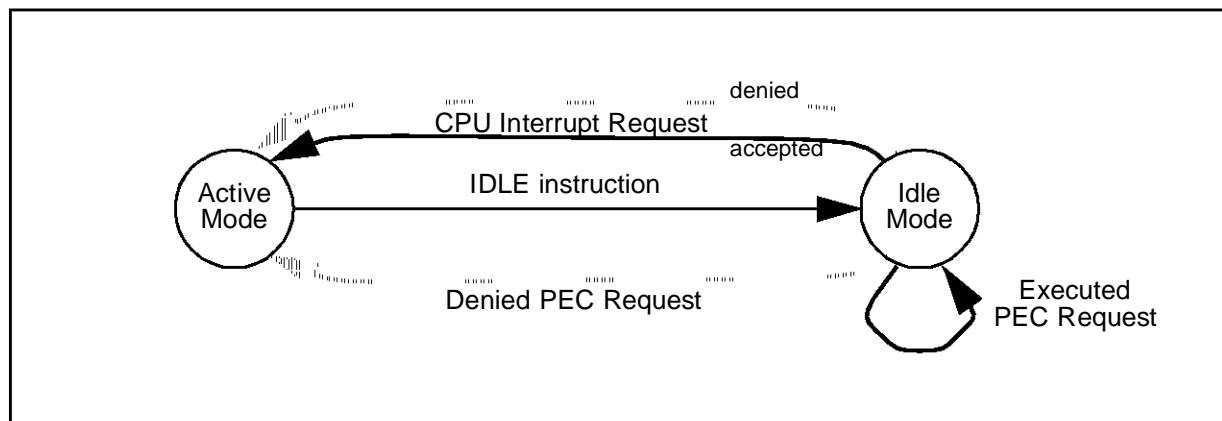 denied
CPU Interrupt Request
accepted
IDLE instruction
Active
Mode
Idle
Mode
Denied PEC Request
Executed
PEC Request